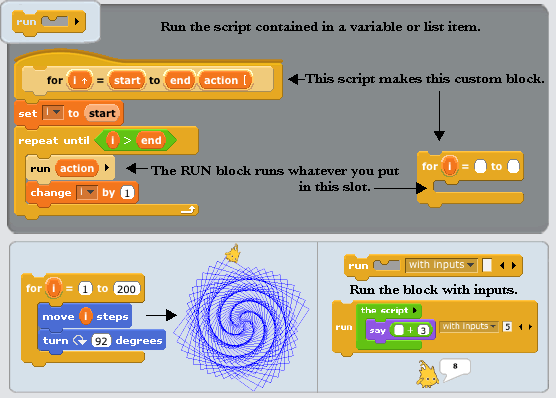 run
Run the script contained in a variable or list item.
for i ↑ = start to end action [
This script makes this custom block.
set i to start
repeat until i > end
run action
The RUN block runs whatever you put
in this slot.
change i by 1
for i = to
for i = 1 to 200
move i steps
turn 92 degrees
run with inputs
Run the block with inputs.
the script
run say + 3 with inputs 5
8